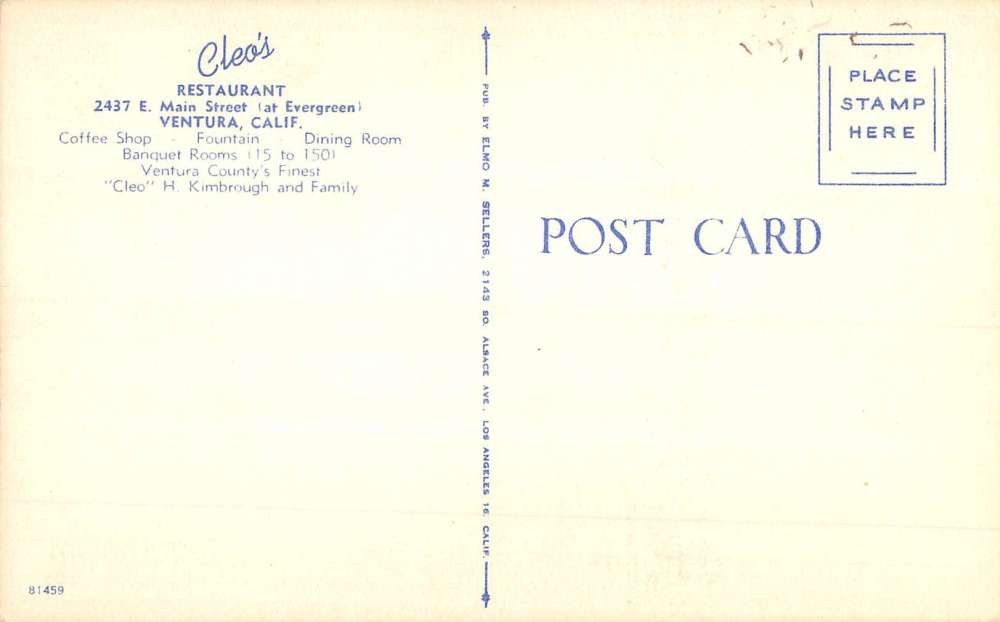 Cleo's
RESTAURANT
2437 E. Main Street (at Evergreen)
VENTURA, CALIF.
Coffee Shop - Fountain - Dining Room
Banquet Rooms (15 to 150)
Ventura County's Finest
"Cleo" H. Kimbrough and Family
81459
PUB. BY ELMO M. SELLERS, 2143 SO. ALSACE AVE., LOS ANGELES 16, CALIF.
PLACE
STAMP
HERE
POST CARD